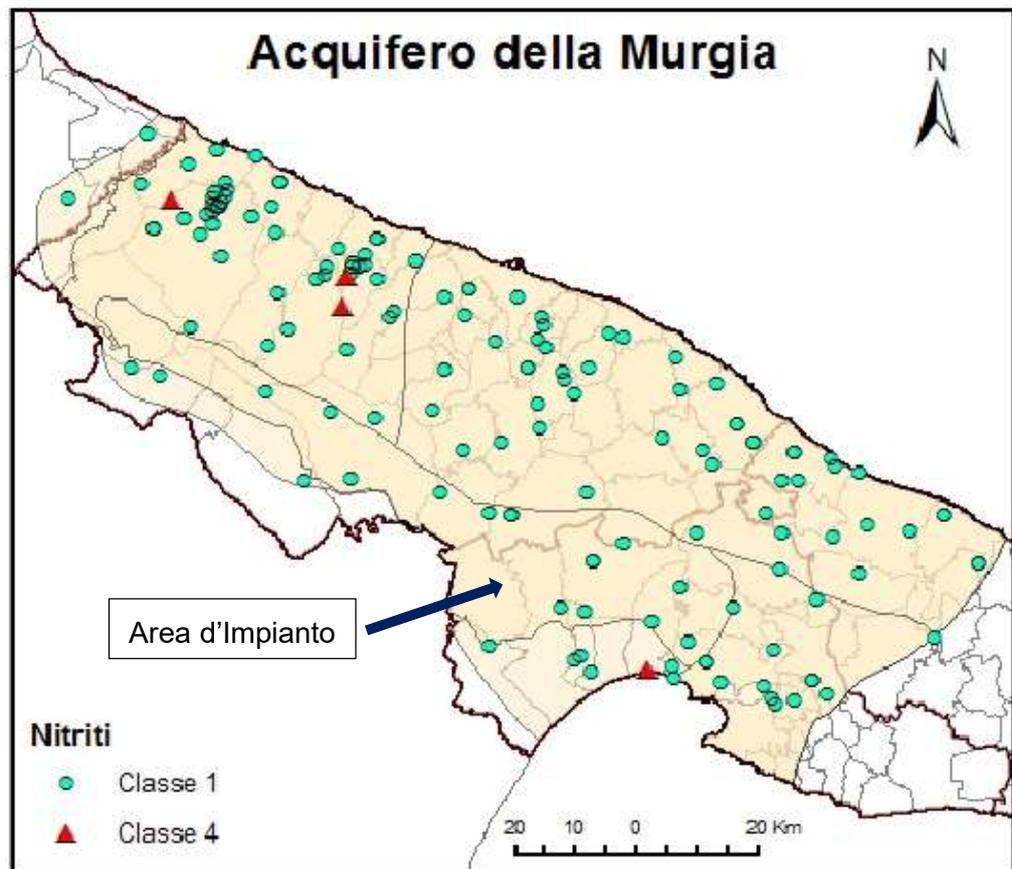 Acquifero della Murgia
N
Area d’Impianto
Nitriti
Classe 1
Classe 4
20 10 0 20 Km